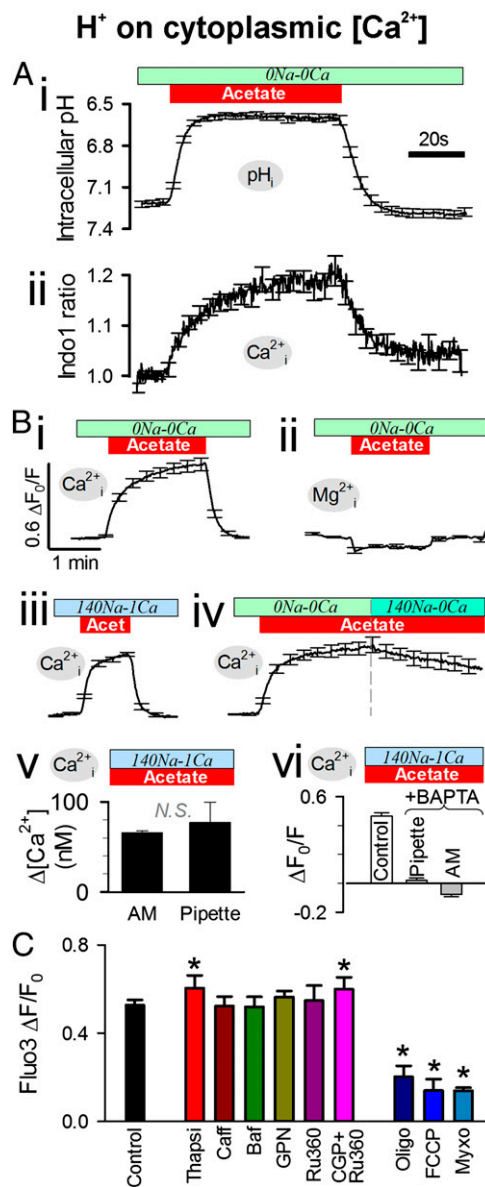 H⁺ on cytoplasmic [Ca²⁺]
A
i
0Na-0Ca
Acetate
Intracellular pH
6.5
6.8
7.1
7.4
20s
pHᵢ
ii
Indo1 ratio
1.2
1.1
1.0
Ca²⁺ᵢ
B
i
0Na-0Ca
Acetate
Ca²⁺ᵢ
0.6 ΔF₀/F
1 min
ii
0Na-0Ca
Acetate
Mg²⁺ᵢ
iii
140Na-1Ca
Acet
Ca²⁺ᵢ
iv
0Na-0Ca
140Na-0Ca
Acetate
Ca²⁺ᵢ
v
Ca²⁺ᵢ
140Na-1Ca
Acetate
Δ[Ca²⁺]
(nM)
100
0
N.S.
AM
Pipette
vi
Ca²⁺ᵢ
140Na-1Ca
Acetate
ΔF₀/F
0.6
-0.2
+BAPTA
Control
Pipette
AM
C
Fluo3 ΔF/F₀
0.8
0.4
0.0
*
*
*
*
*
Control
Thapsi
Caff
Baf
GPN
Ru360
CGP+
Ru360
Oligo
FCCP
Myxo